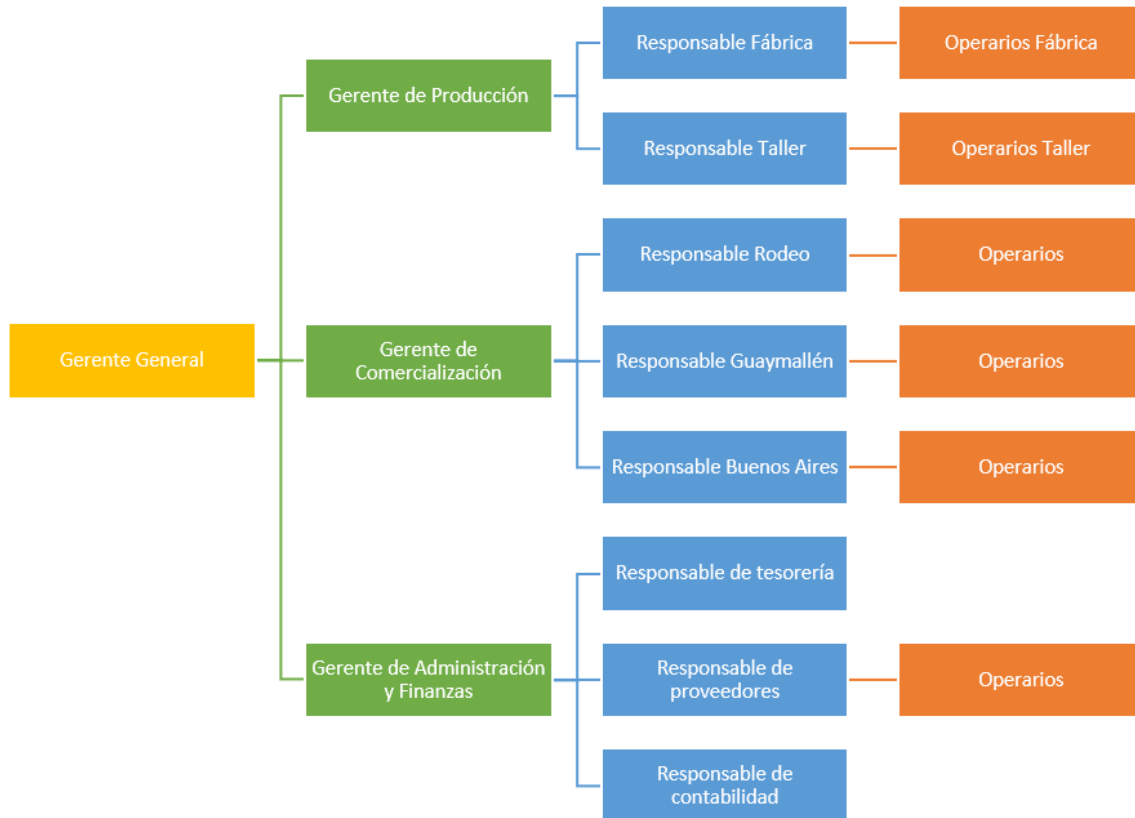 Responsable Fábrica
Operarios Fábrica
Gerente de Producción
Responsable Taller
Operarios Taller
Responsable Rodeo
Operarios
Gerente General
Gerente de
Comercialización
Responsable Guaymallén
Operarios
Responsable Buenos Aires
Operarios
Responsable de tesorería
Gerente de Administración
y Finanzas
Responsable de
proveedores
Operarios
Responsable de
contabilidad